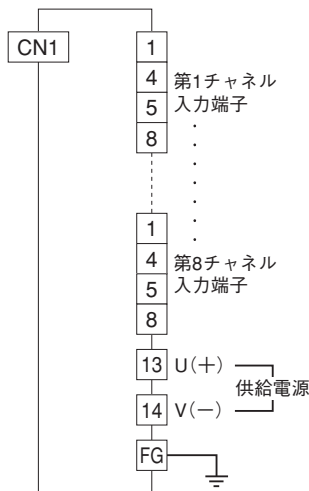 CN1
1
4
5
8
第1チャネル
入力端子
1
4
5
8
第8チャネル
入力端子
13 U(+)
供給電源
14 V(−)
FG